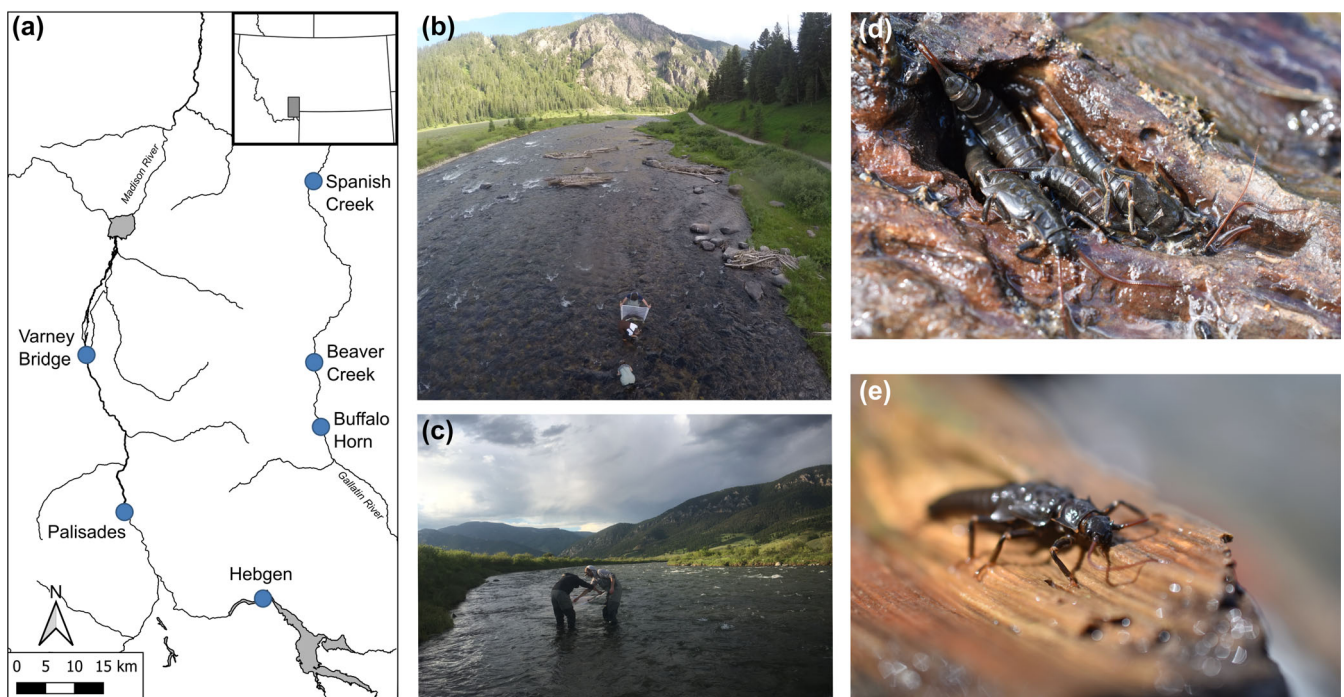 (a)
Madison River
Spanish
Creek
Varney
Bridge
Beaver
Creek
Buffalo
Horn
Gallatin River
Palisades
Hebgen
N
0 5 10 15 km
(b)
(c)
(d)
(e)